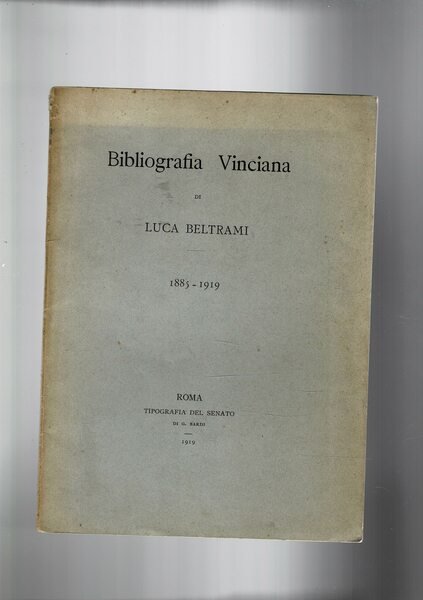 Bibliografia Vinciana
DI
LUCA BELTRAMI
1885-1919
ROMA
TIPOGRAFIA DEL SENATO
DI G. BARDI
1919